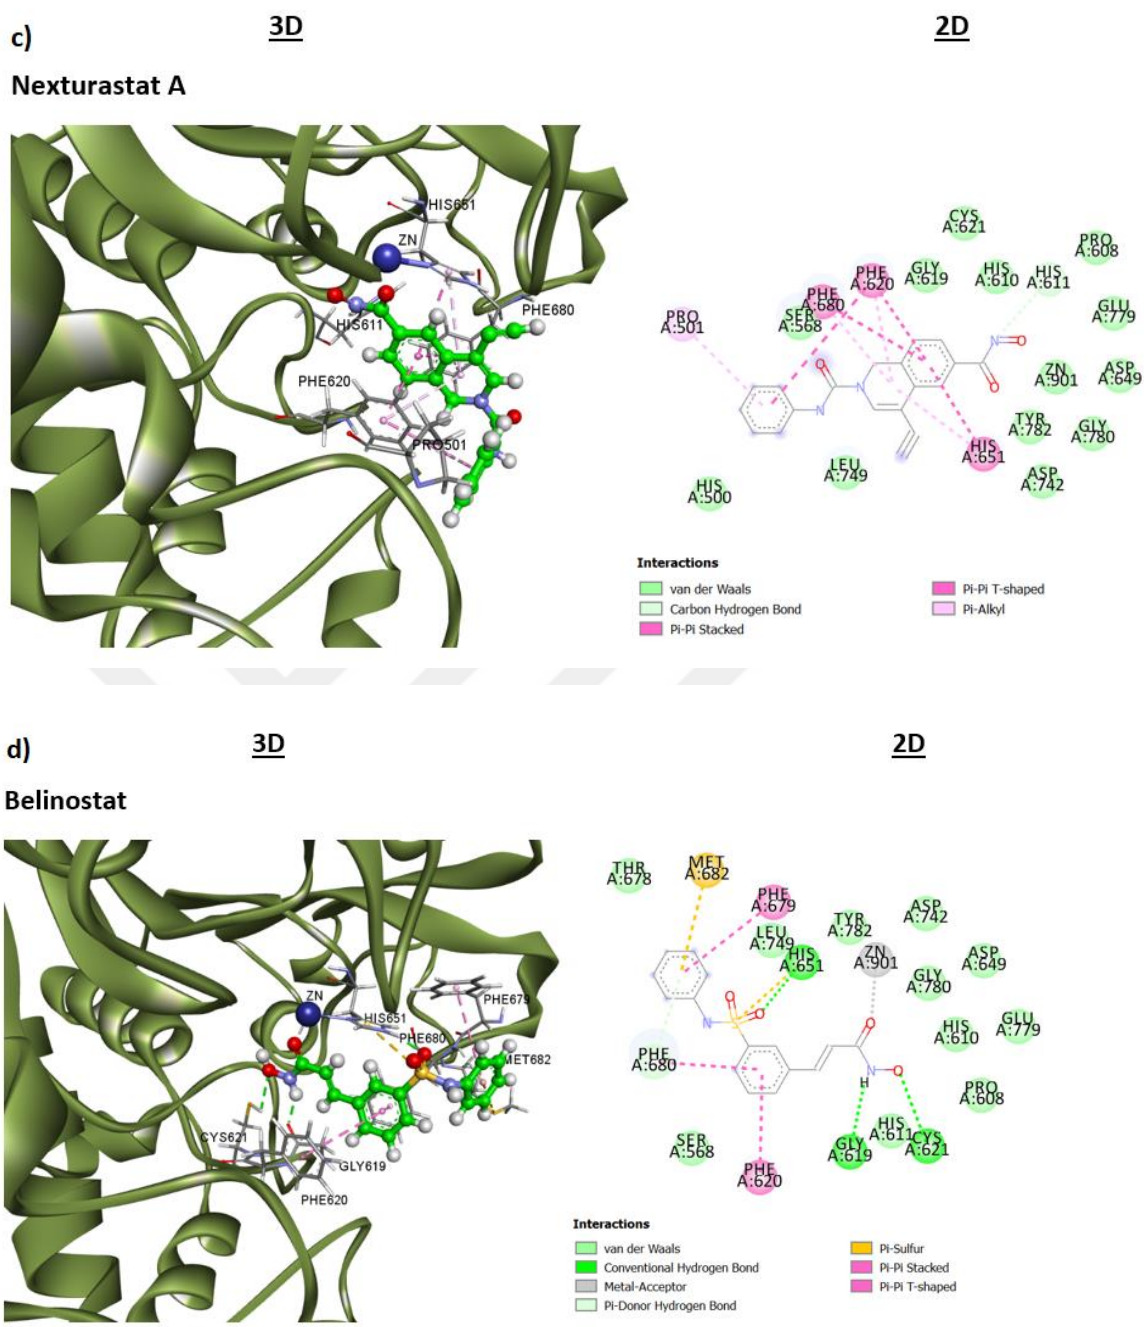 c)
3D
2D
Nexturastat A
HIS651
ZN
PHE680
HIS611
PHE620
PRO501
CYS
A:621
PRO
A:608
PHE
A:620
GLY
A:619
HIS
A:610
HIS
A:611
PHE
A:680
SER
A:568
GLU
A:779
PRO
A:501
O
N
O
ZN
A:901
ASP
A:649
O
N
N
O
TYR
A:782
GLY
A:780
HIS
A:651
LEU
A:749
ASP
A:742
HIS
A:500
Interactions
van der Waals
Carbon Hydrogen Bond
Pi-Pi Stacked
Pi-Pi T-shaped
Pi-Alkyl
d)
3D
2D
Belinostat
ZN
HIS651
PHE679
PHE680
MET682
CYS621
GLY619
PHE620
THR
A:678
MET
A:682
PHE
A:679
LEU
A:749
HIS
A:651
TYR
A:782
ASP
A:742
ZN
A:901
ASP
A:649
GLY
A:780
O
O
N
S
O
HIS
A:610
GLU
A:779
PHE
A:680
N
H
O
PRO
A:608
SER
A:568
HIS
A:611
GLY
A:619
CYS
A:621
PHE
A:620
Interactions
van der Waals
Conventional Hydrogen Bond
Metal-Acceptor
Pi-Donor Hydrogen Bond
Pi-Sulfur
Pi-Pi Stacked
Pi-Pi T-shaped